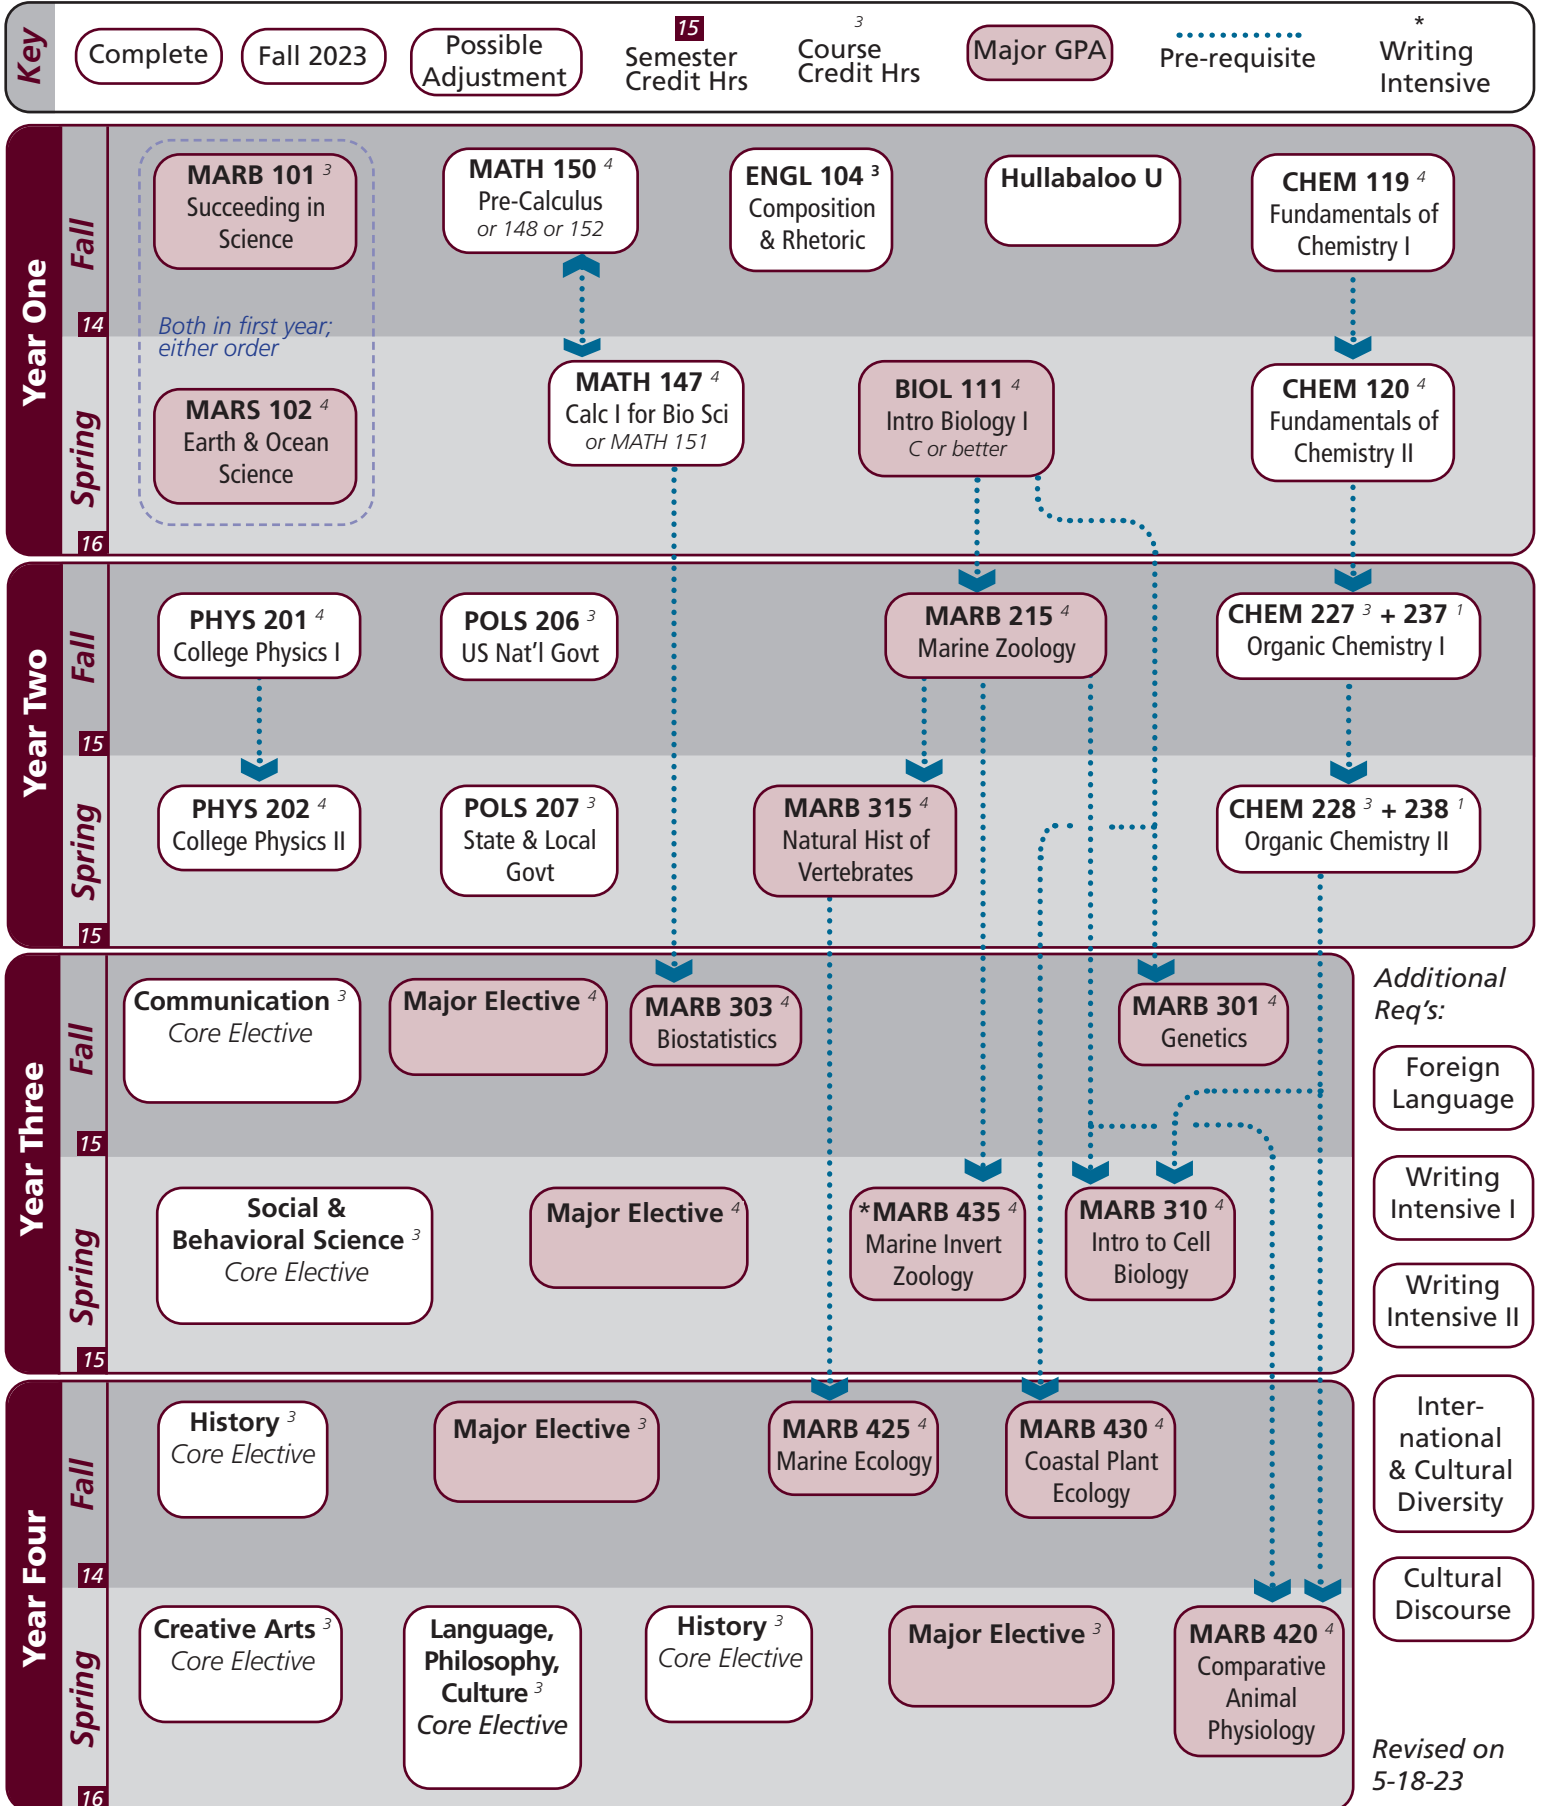 Key
Complete
Fall 2023
Possible
Adjustment
15
Semester
Credit Hrs
3
Course
Credit Hrs
Major GPA
Pre-requisite
*
Writing
Intensive
Year One
Fall
14
MARB 101 3
Succeeding in
Science
MATH 150 4
Pre-Calculus
or 148 or 152
ENGL 104 3
Composition
& Rhetoric
Hullabaloo U
CHEM 119 4
Fundamentals of
Chemistry I
Both in first year;
either order
Spring
16
MARS 102 4
Earth & Ocean
Science
MATH 147 4
Calc I for Bio Sci
or MATH 151
BIOL 111 4
Intro Biology I
C or better
CHEM 120 4
Fundamentals of
Chemistry II
Year Two
Fall
15
PHYS 201 4
College Physics I
POLS 206 3
US Nat'l Govt
MARB 215 4
Marine Zoology
CHEM 227 3 + 237 1
Organic Chemistry I
Spring
15
PHYS 202 4
College Physics II
POLS 207 3
State & Local
Govt
MARB 315 4
Natural Hist of
Vertebrates
CHEM 228 3 + 238 1
Organic Chemistry II
Year Three
Fall
15
Communication 3
Core Elective
Major Elective 4
MARB 303 4
Biostatistics
MARB 301 4
Genetics
Spring
15
Social &
Behavioral Science 3
Core Elective
Major Elective 4
*MARB 435 4
Marine Invert
Zoology
MARB 310 4
Intro to Cell
Biology
Year Four
Fall
14
History 3
Core Elective
Major Elective 3
MARB 425 4
Marine Ecology
MARB 430 4
Coastal Plant
Ecology
Spring
16
Creative Arts 3
Core Elective
Language,
Philosophy,
Culture 3
Core Elective
History 3
Core Elective
Major Elective 3
MARB 420 4
Comparative
Animal
Physiology
Additional
Req's:
Foreign
Language
Writing
Intensive I
Writing
Intensive II
Inter-
national
& Cultural
Diversity
Cultural
Discourse
Revised on
5-18-23